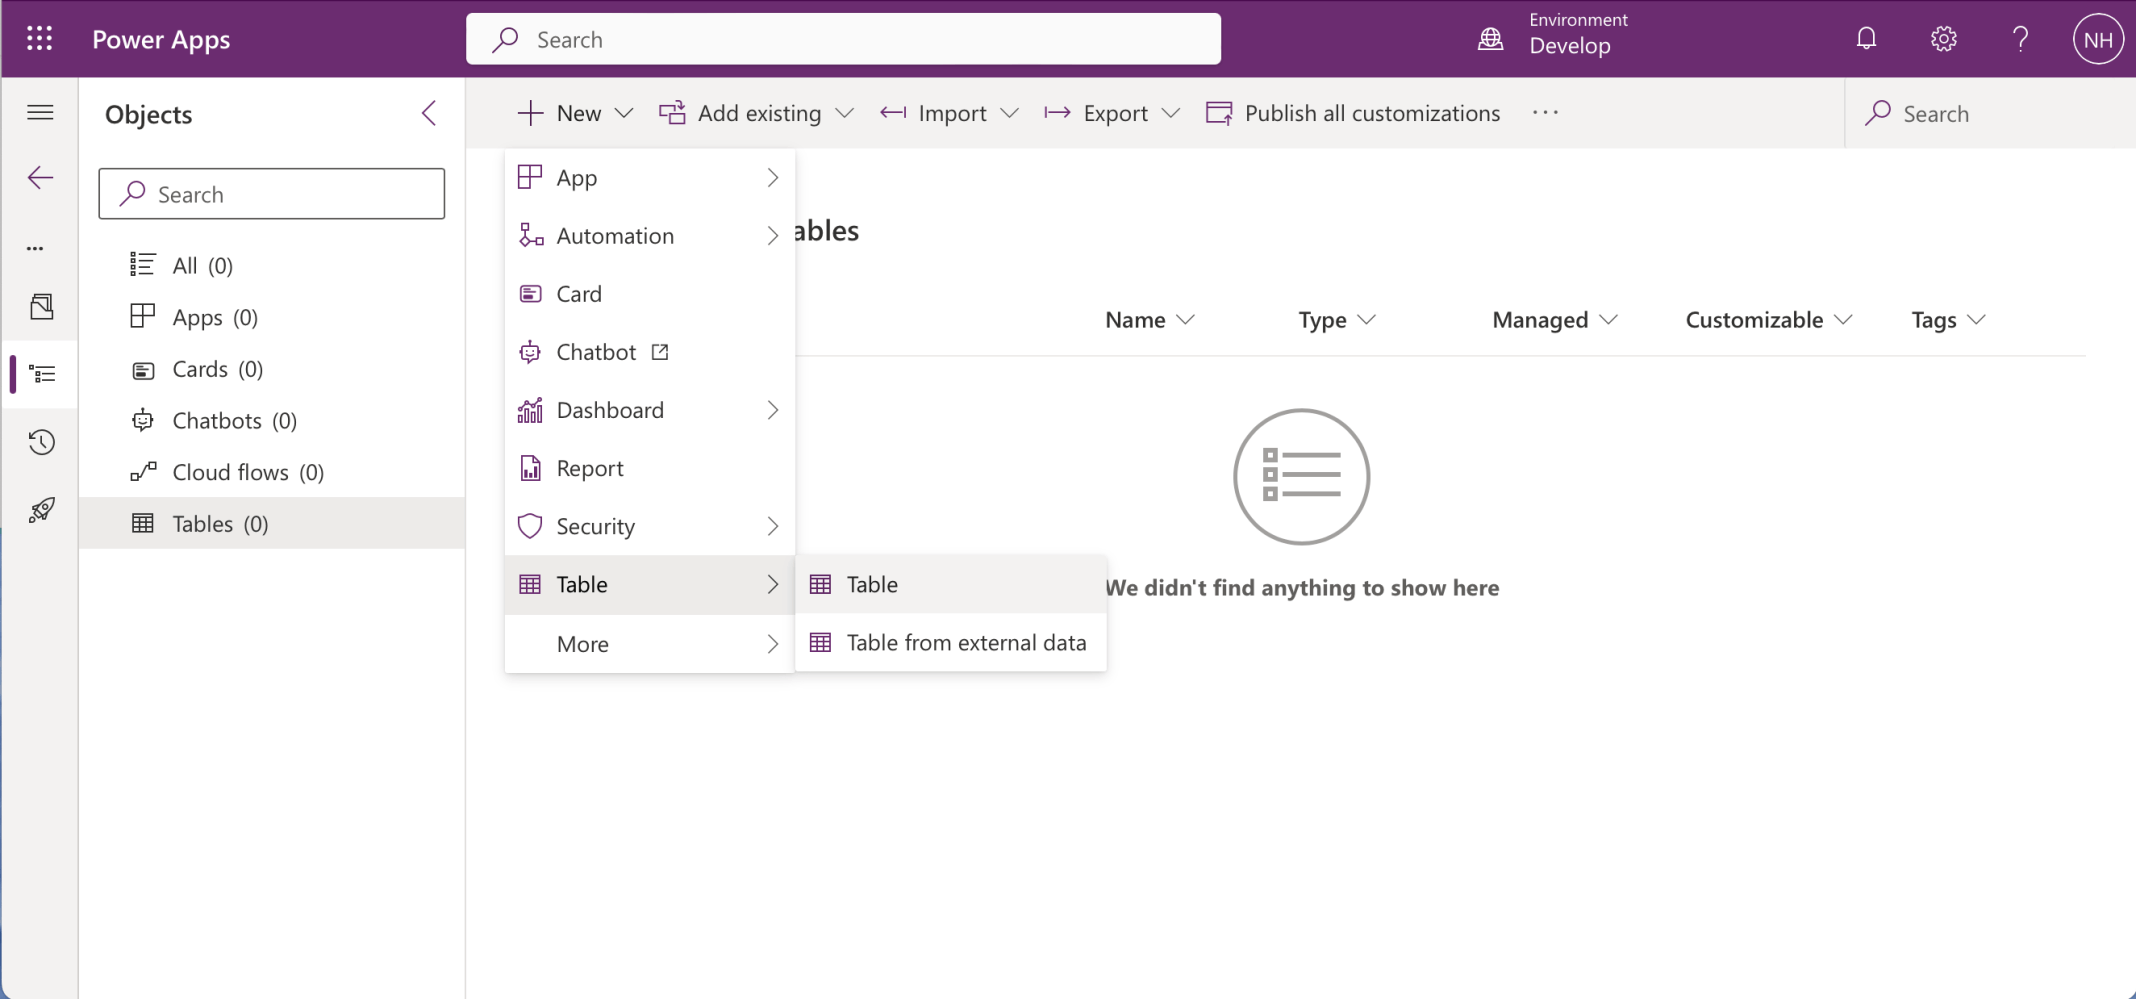 Power Apps
Search
Environment
Develop
NH
Objects
New
Add existing
Import
Export
Publish all customizations
Search
Search
All (0)
Apps (0)
Cards (0)
Chatbots (0)
Cloud flows (0)
Tables (0)
App
Automation
Card
Chatbot
Dashboard
Report
Security
Table
More
Table
Table from external data
ables
Name
Type
Managed
Customizable
Tags
We didn't find anything to show here